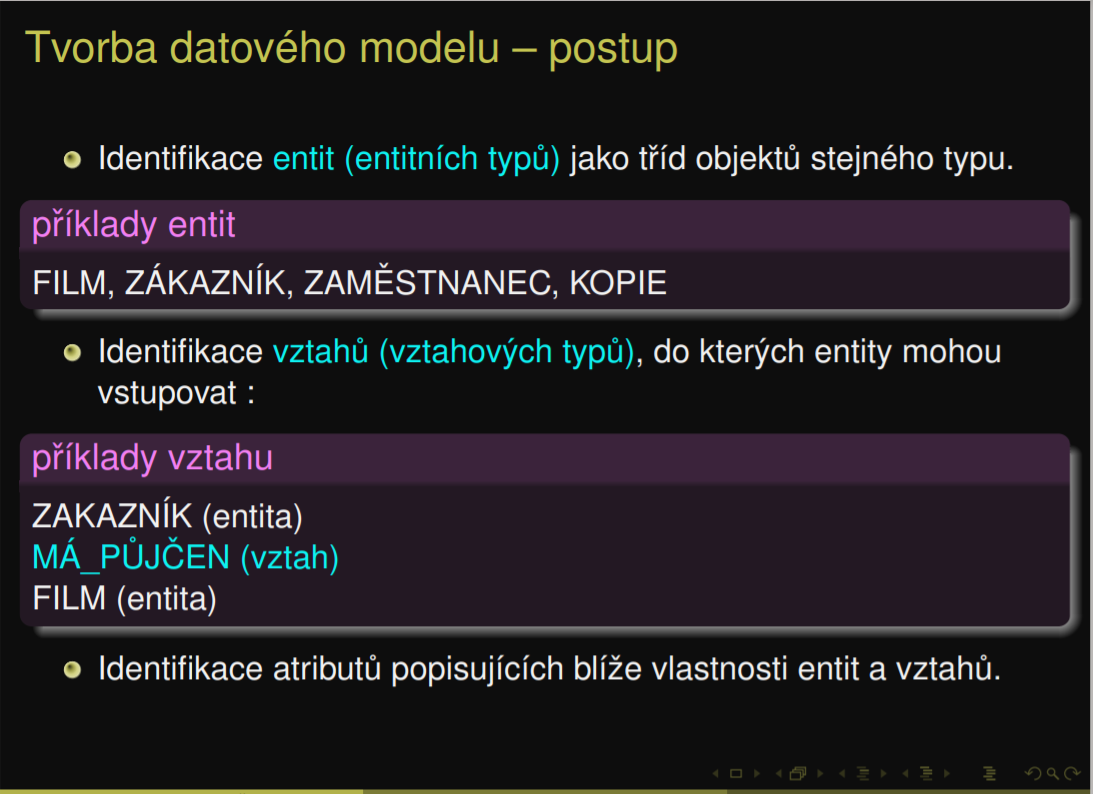 Tvorba datového modelu – postup
Identifikace entit (entitních typů) jako tříd objektů stejného typu.
příklady entit
FILM, ZÁKAZNÍK, ZAMĚSTNANEC, KOPIE
Identifikace vztahů (vztahových typů), do kterých entity mohou
vstupovat :
příklady vztahu
ZAKAZNÍK (entita)
MÁ_PŮJČEN (vztah)
FILM (entita)
Identifikace atributů popisujících blíže vlastnosti entit a vztahů.